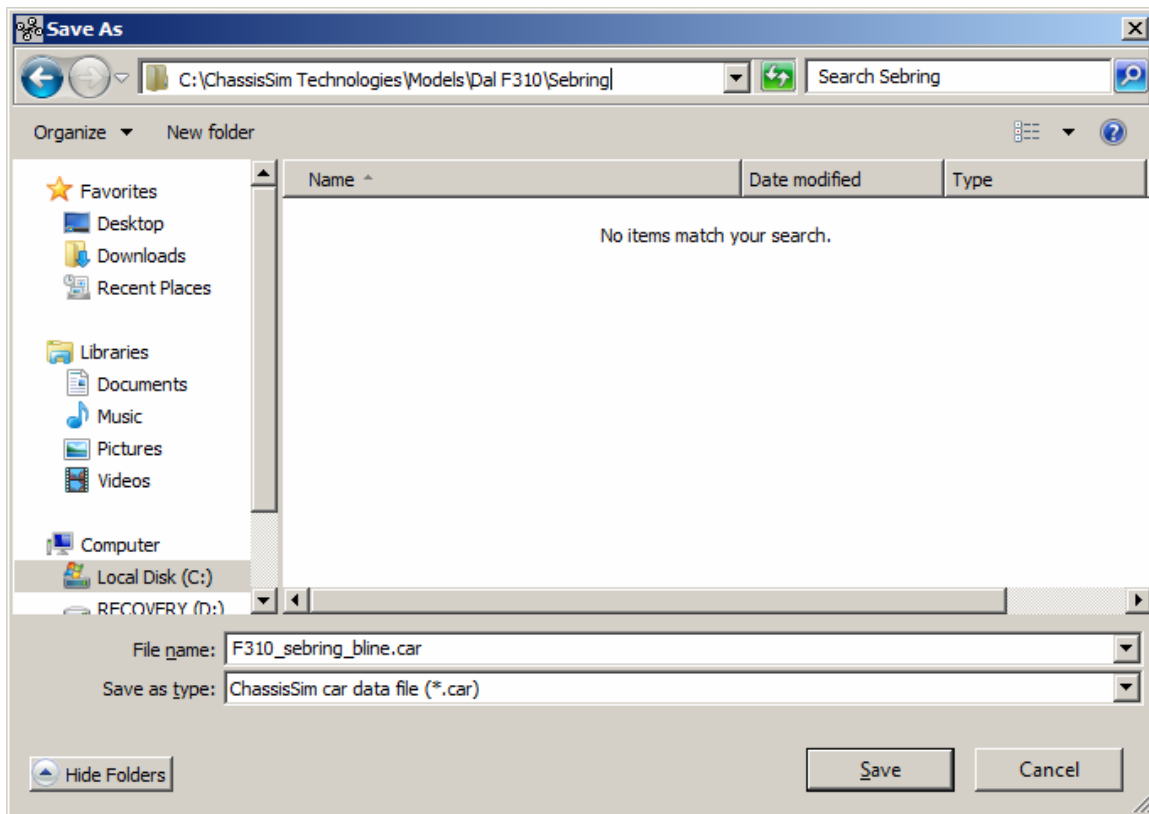 Save As
C:\ChassisSim Technologies\Models\Dal F310\Sebring
Search Sebring
Organize
New folder
Name
Date modified
Type
Favorites
Desktop
Downloads
Recent Places
Libraries
Documents
Music
Pictures
Videos
Computer
Local Disk (C:)
RECOVERY (D:)
No items match your search.
File name: F310_sebring_bline.car
Save as type: ChassisSim car data file (*.car)
Hide Folders
Save
Cancel